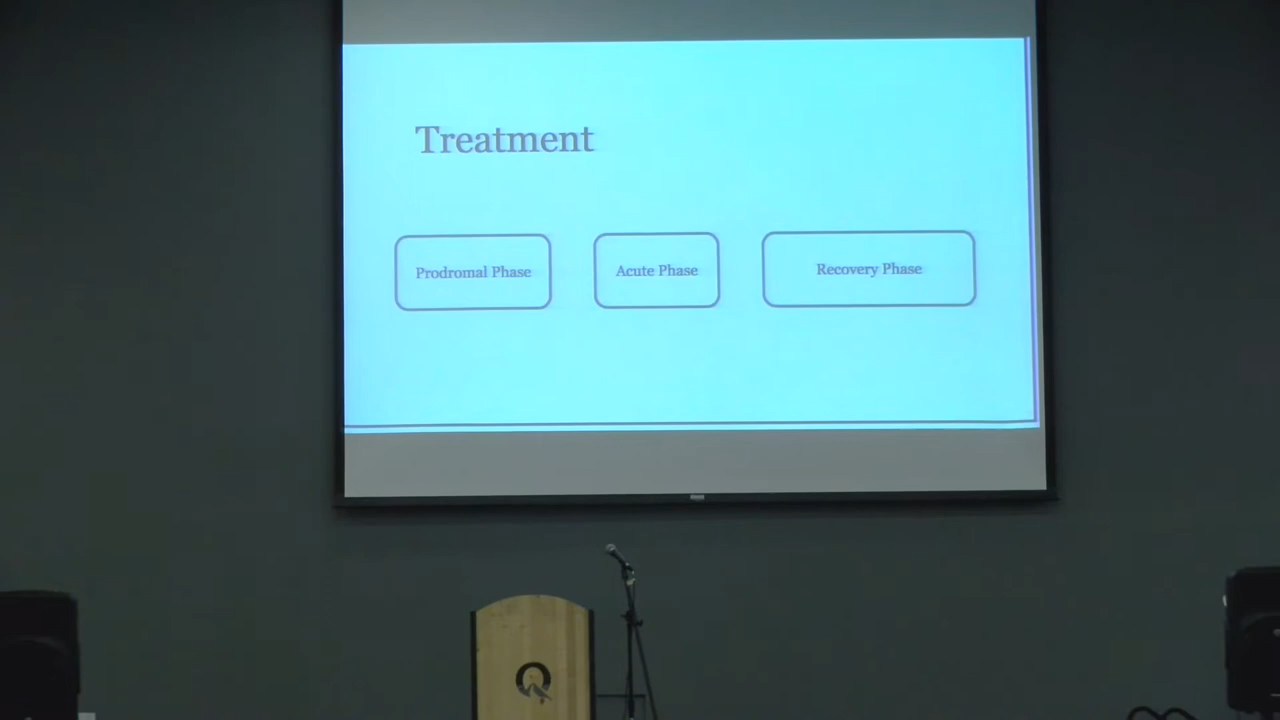 Treatment
Prodromal Phase
Acute Phase
Recovery Phase
Q